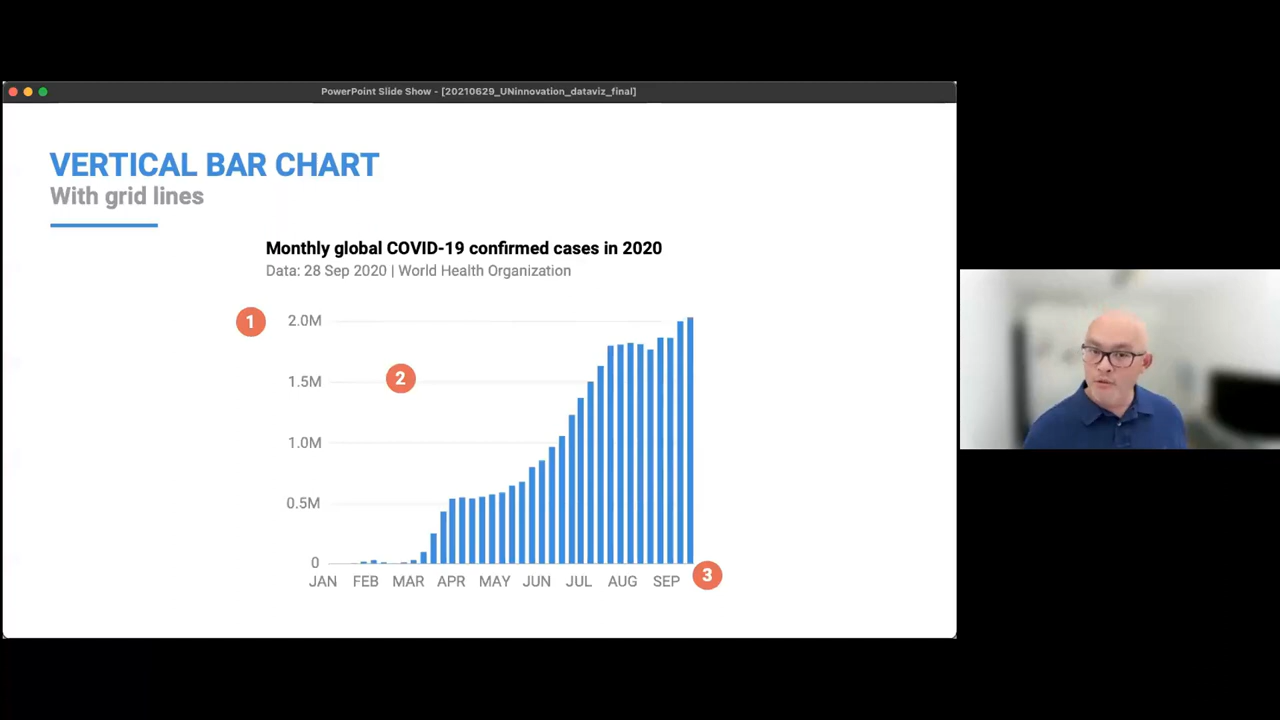 PowerPoint Slide Show - [20210629_UNinnovation_dataviz_final]
VERTICAL BAR CHART
With grid lines
Monthly global COVID-19 confirmed cases in 2020
Data: 28 Sep 2020 | World Health Organization
1
2.0M
2
1.5M
1.0M
0.5M
0
JAN FEB MAR APR MAY JUN JUL AUG SEP
3